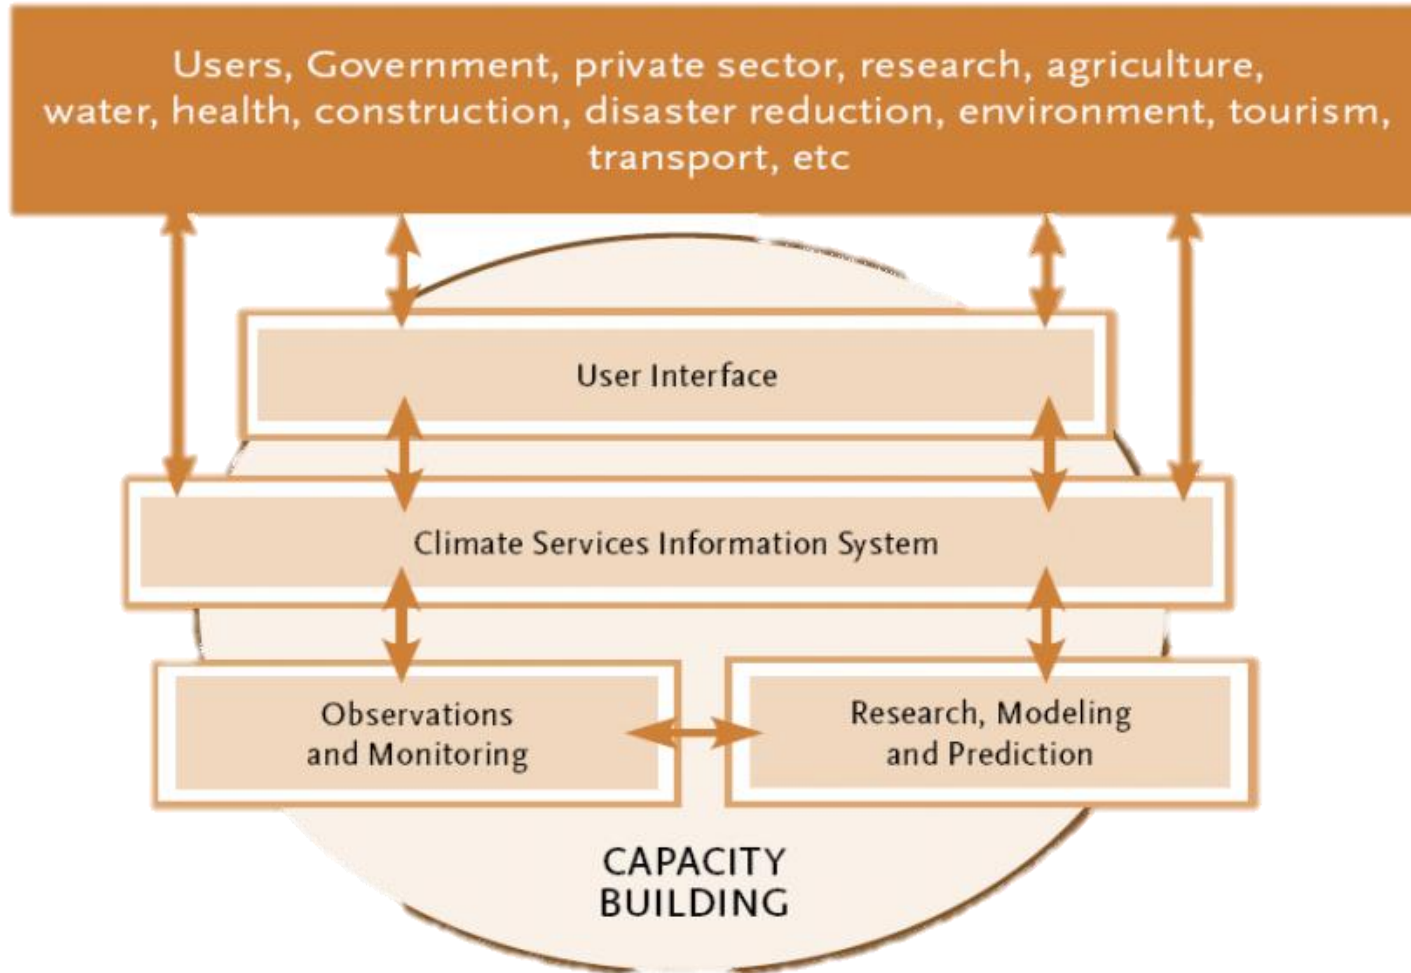 Users, Government, private sector, research, agriculture,
water, health, construction, disaster reduction, environment, tourism,
transport, etc
User Interface
Climate Services Information System
Observations
and Monitoring
Research, Modeling
and Prediction
CAPACITY
BUILDING